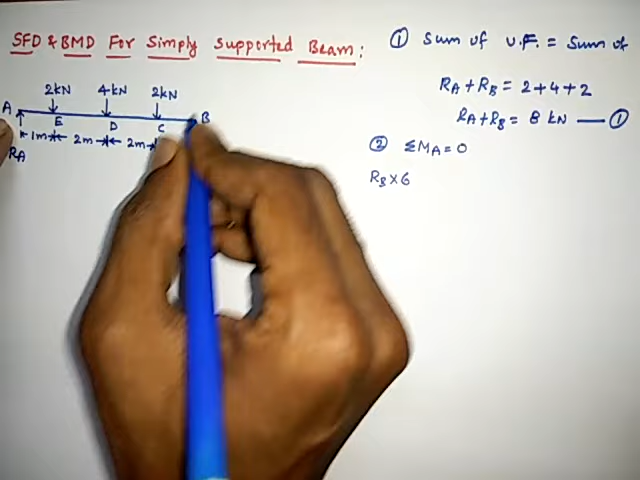 SFD & BMD For Simply Supported Beam:
2kN 4kN 2kN
A B
E D C
1m 2m 2m
RA
① Sum of U.F. = Sum of
RA+RB = 2+4+2
RA+RB = 8 kN — ①
② ΣMA = 0
RB×6